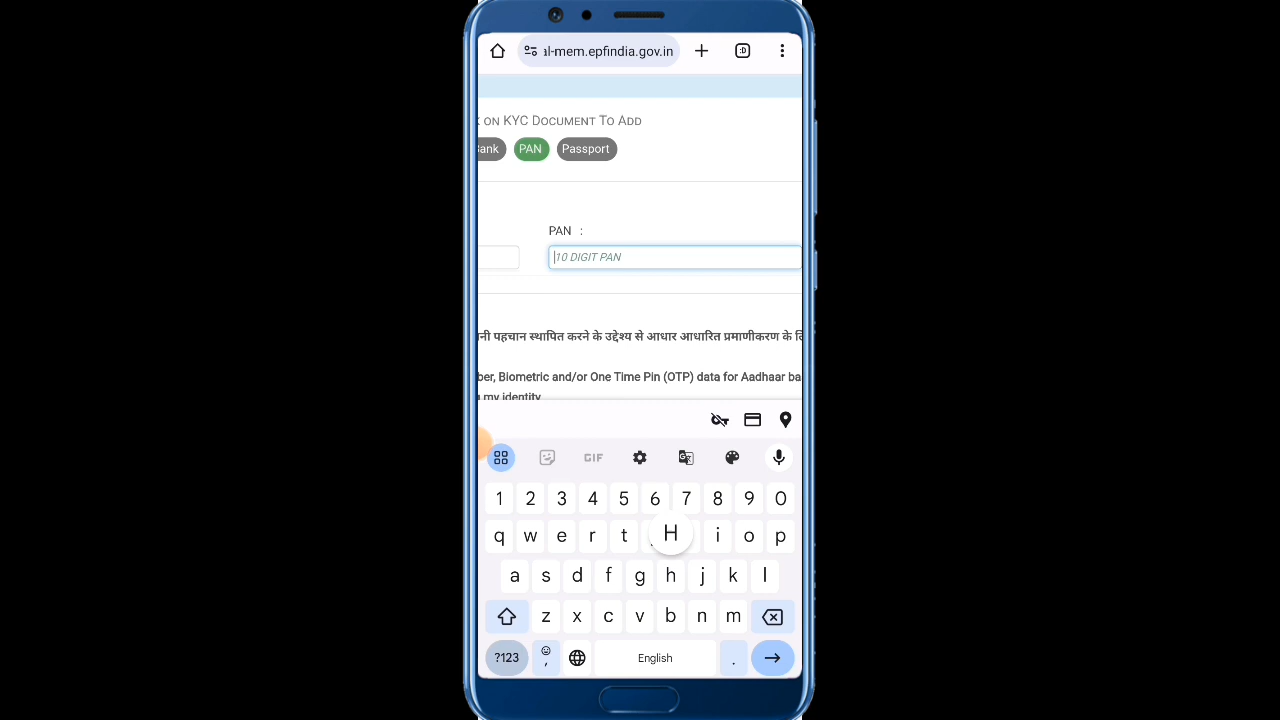 al-mem.epfindia.gov.in
:D
ON KYC DOCUMENT TO ADD
Bank PAN Passport
PAN :
10 DIGIT PAN
नी पहचान स्थापित करने के उद्देश्य से आधार आधारित प्रमाणीकरण के
ber, Biometric and/or One Time Pin (OTP) data for Aadhaar ba
my identity
GIF
1 2 3 4 5 6 7 8 9 0
q w e r t H i o p
a s d f g h j k l
z x c v b n m
?123 , English .